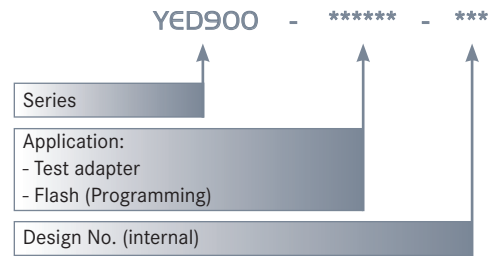 YED900 - ****** - ***
Series
Application:
- Test adapter
- Flash (Programming)
Design No. (internal)